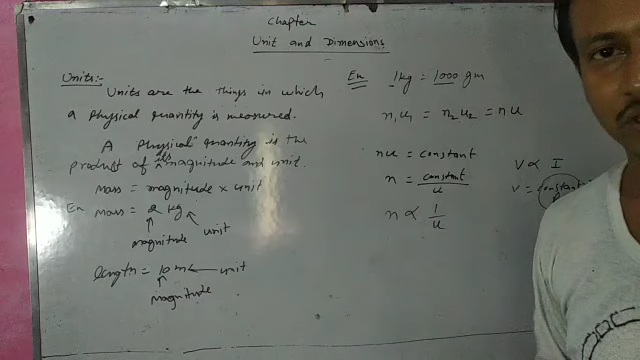 Chapter
Unit and Dimensions
Units:-
Units are the things in which
a physical quantity is measured.
A physical quantity is the
product of its magnitude and unit.
mass = magnitude × unit
Ex mass = 2 kg
magnitude unit
length = 10 m ← unit
magnitude
Ex 1kg = 1000 gm
n₁u₁ = n₂u₂ = nu
nu = constant
n = constant / u
n ∝ 1/u
V ∝ I
V = constant